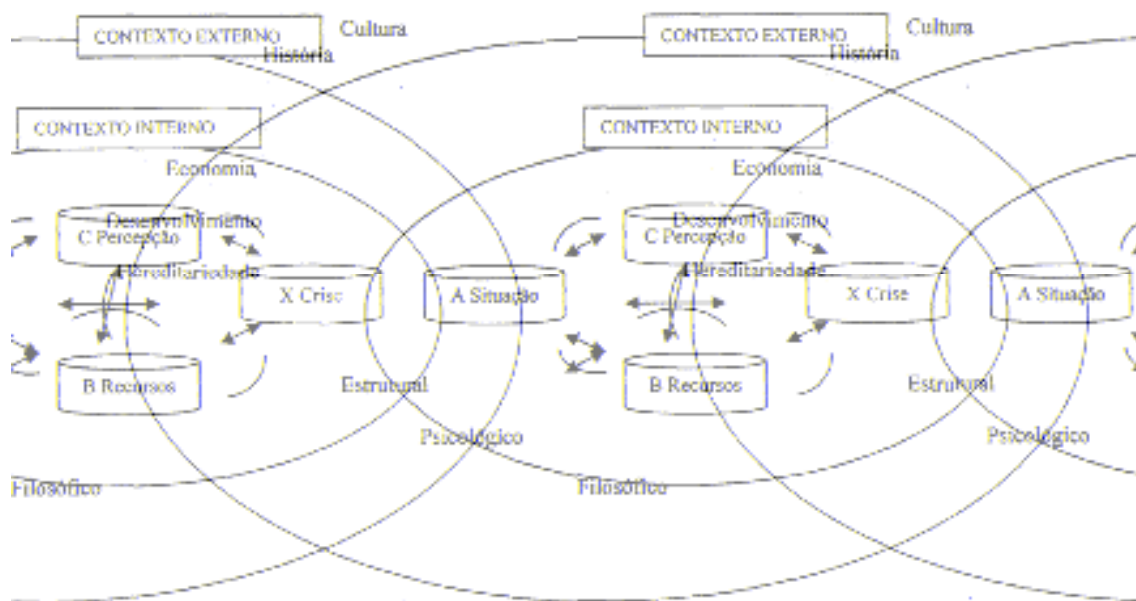 CONTEXTO EXTERNO
Cultura
História
CONTEXTO INTERNO
Economia
Desenvolvimento
C Percepção
Hereditariedade
X Crise
A Situação
B Recursos
Estrutural
Psicológico
Filosófico
CONTEXTO EXTERNO
Cultura
História
CONTEXTO INTERNO
Economia
Desenvolvimento
C Percepção
Hereditariedade
X Crise
A Situação
B Recursos
Estrutural
Psicológico
Filosófico